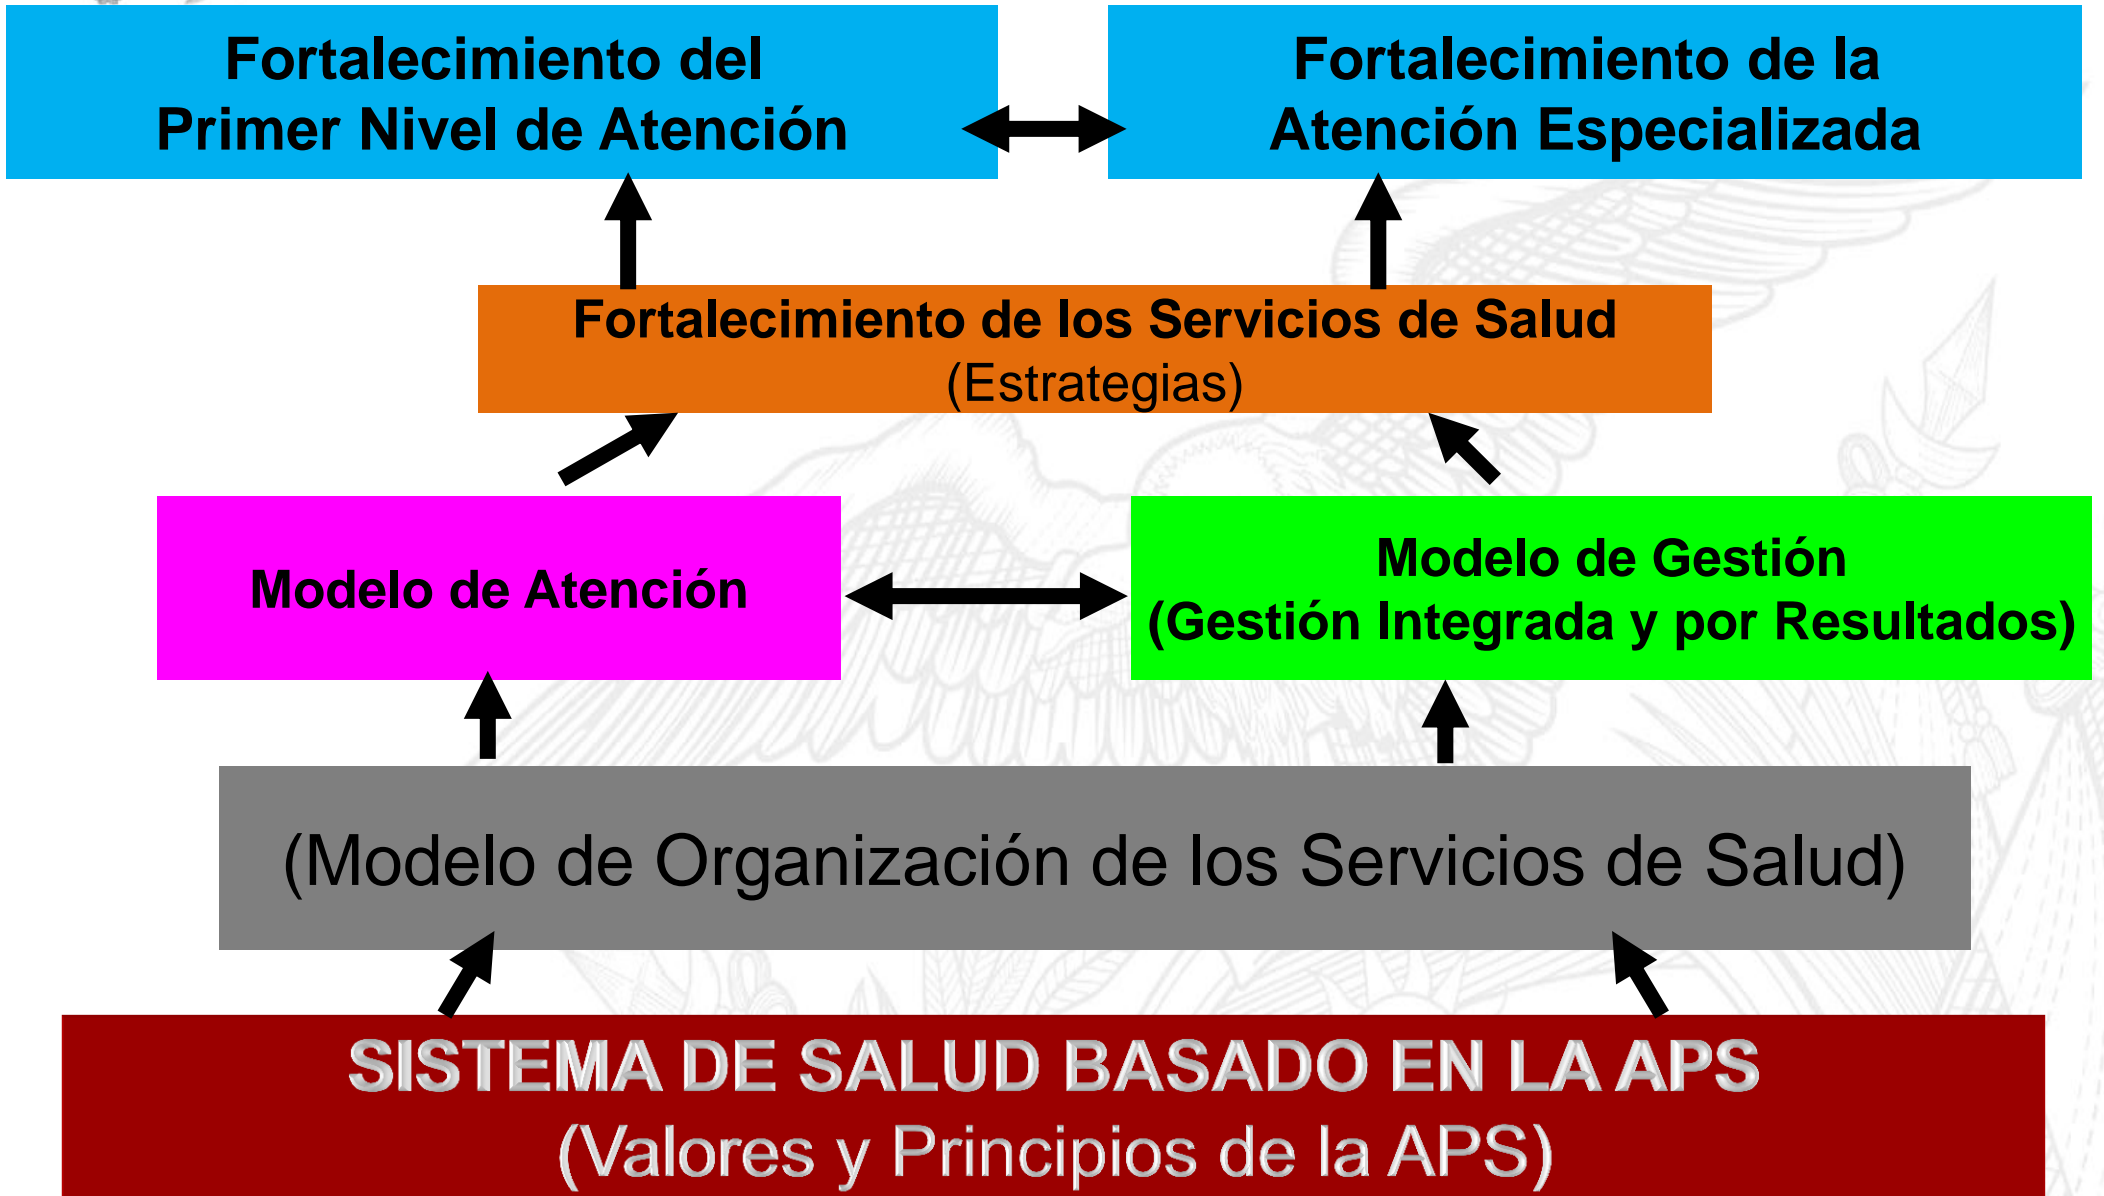 Fortalecimiento del
Primer Nivel de Atención
Fortalecimiento de la
Atención Especializada
Fortalecimiento de los Servicios de Salud
(Estrategias)
Modelo de Atención
Modelo de Gestión
(Gestión Integrada y por Resultados)
(Modelo de Organización de los Servicios de Salud)
SISTEMA DE SALUD BASADO EN LA APS
(Valores y Principios de la APS)